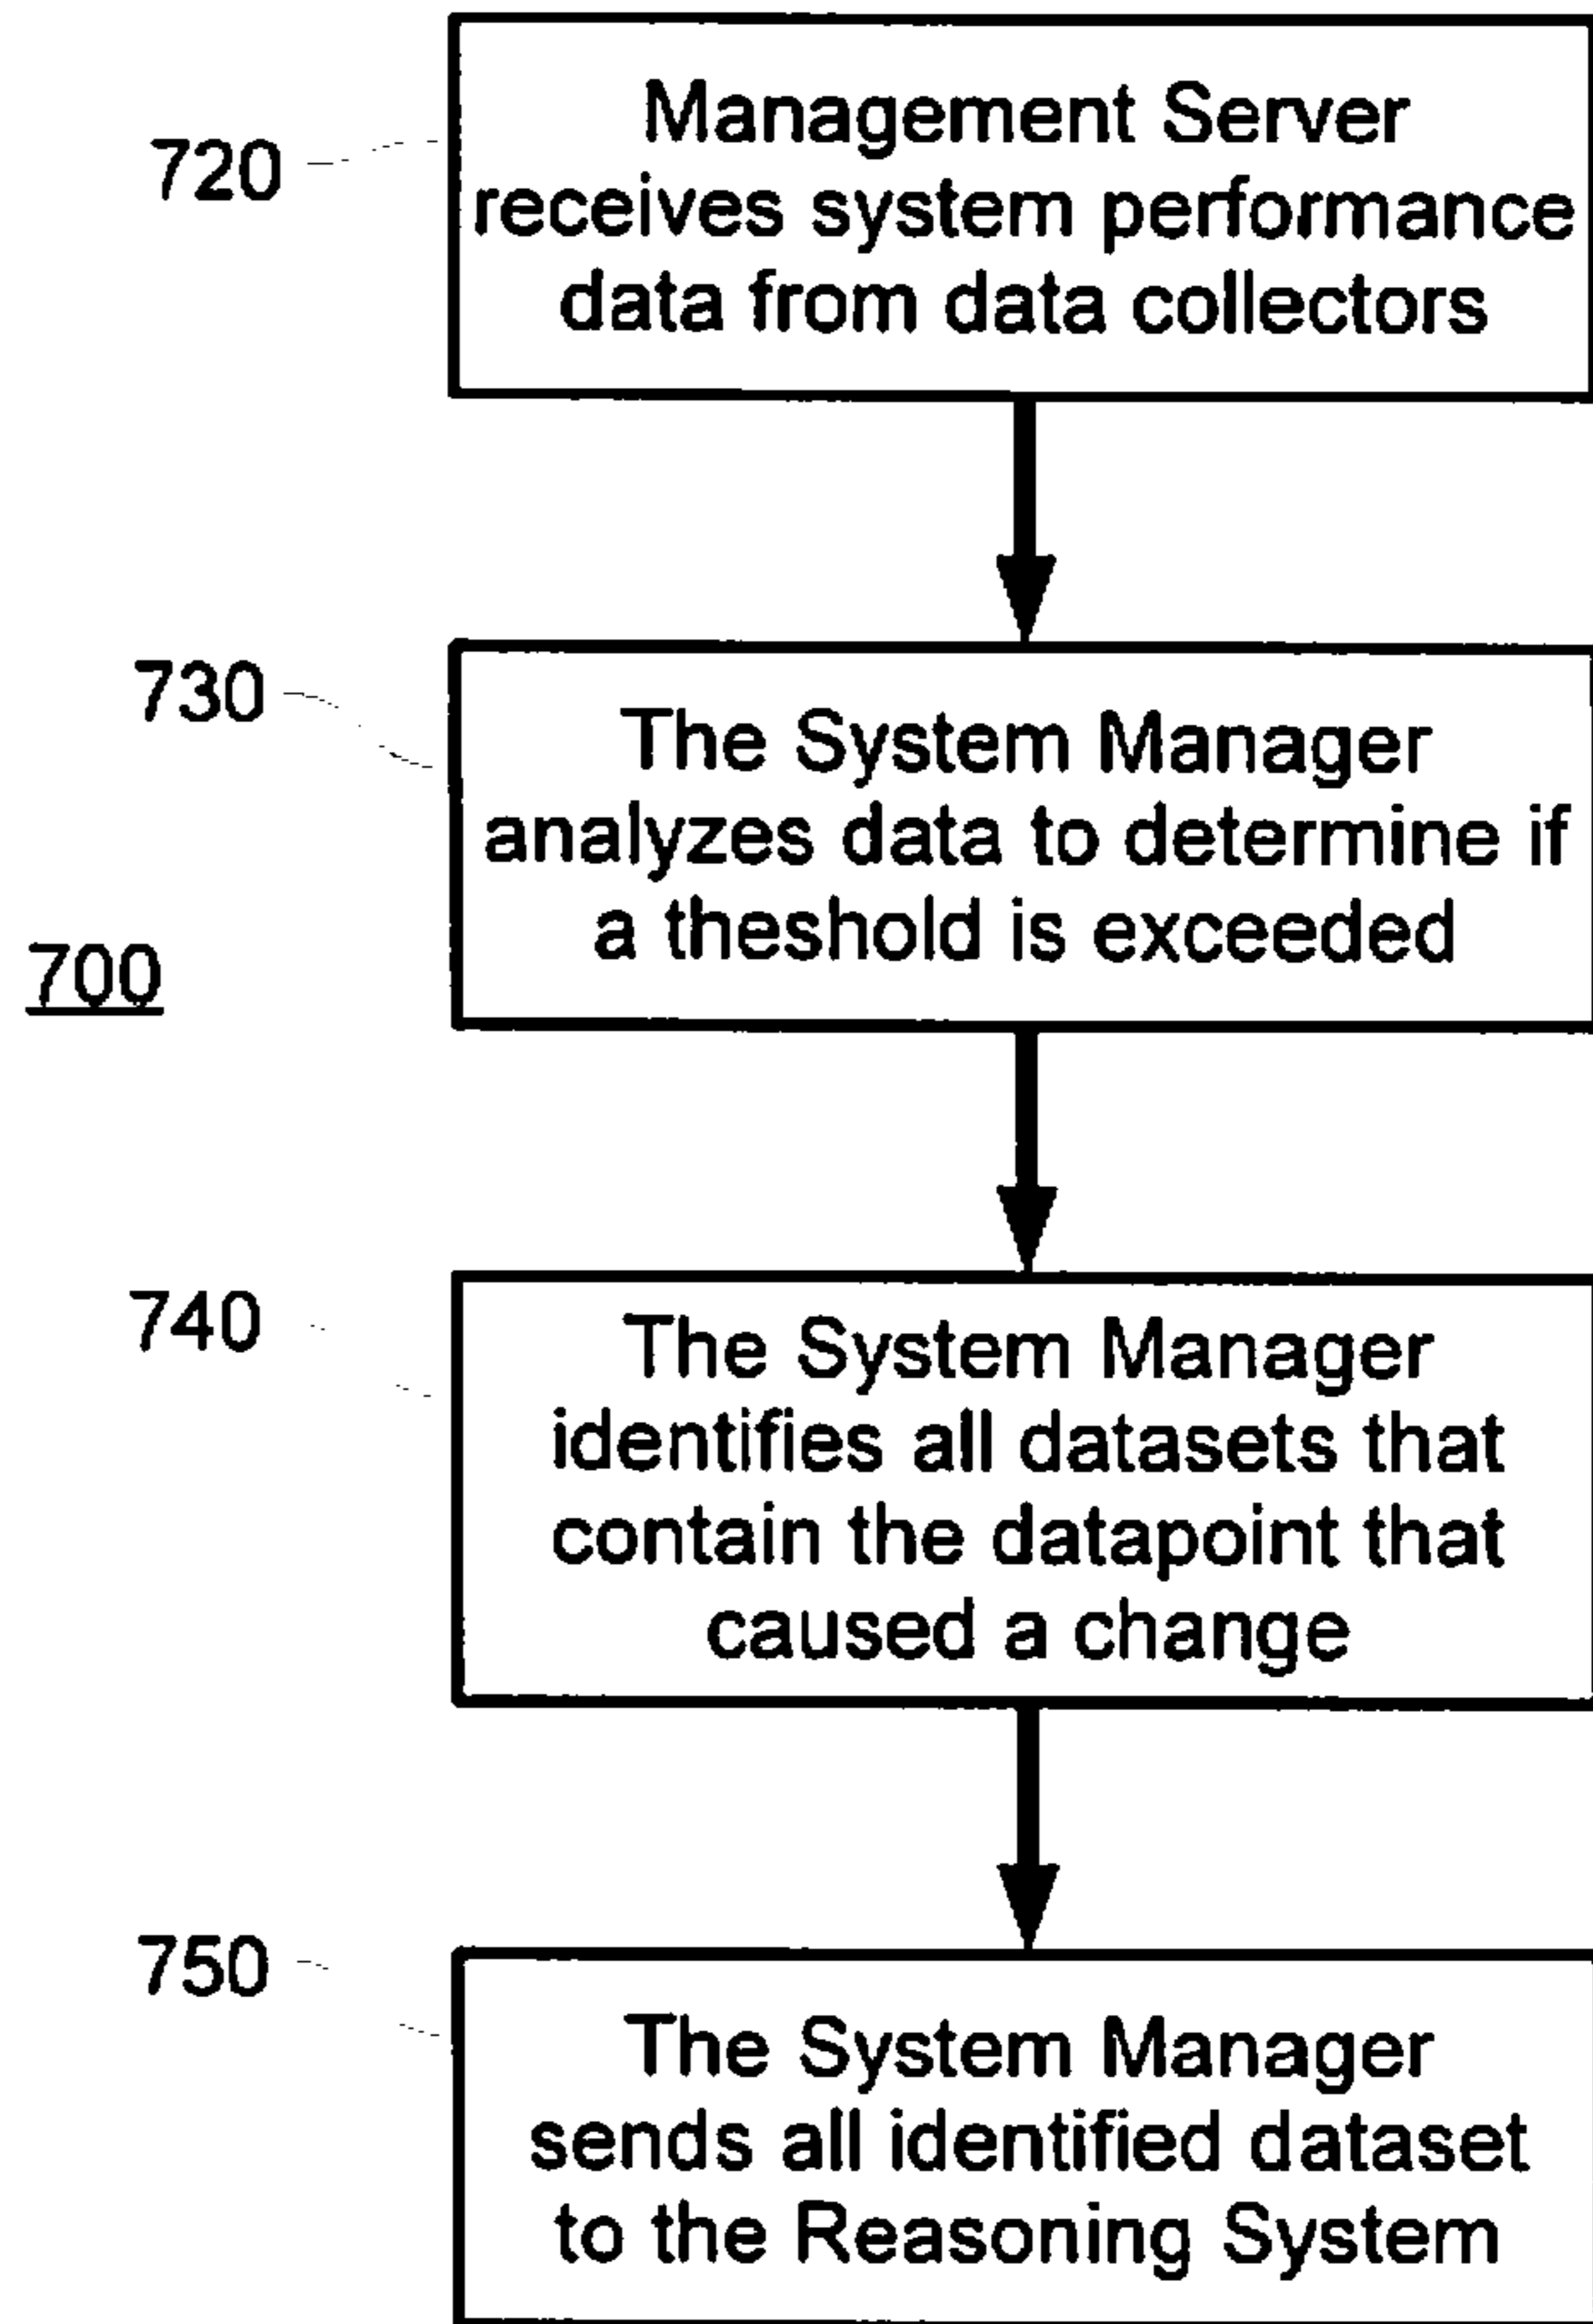 720
Management Server
receives system performance
data from data collectors
730
The System Manager
analyzes data to determine if
a theshold is exceeded
700
740
The System Manager
identifies all datasets that
contain the datapoint that
caused a change
750
The System Manager
sends all identified dataset
to the Reasoning System